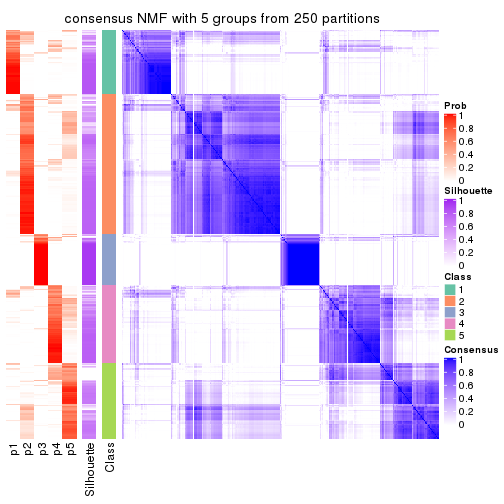 consensus NMF with 5 groups from 250 partitions
Prob
1
0.8
0.6
0.4
0.2
0
Silhouette
1
0.8
0.6
0.4
0.2
0
Class
1
2
3
4
5
Consensus
1
0.8
0.6
0.4
0.2
0
p1
p2
p3
p4
p5
Silhouette
Class